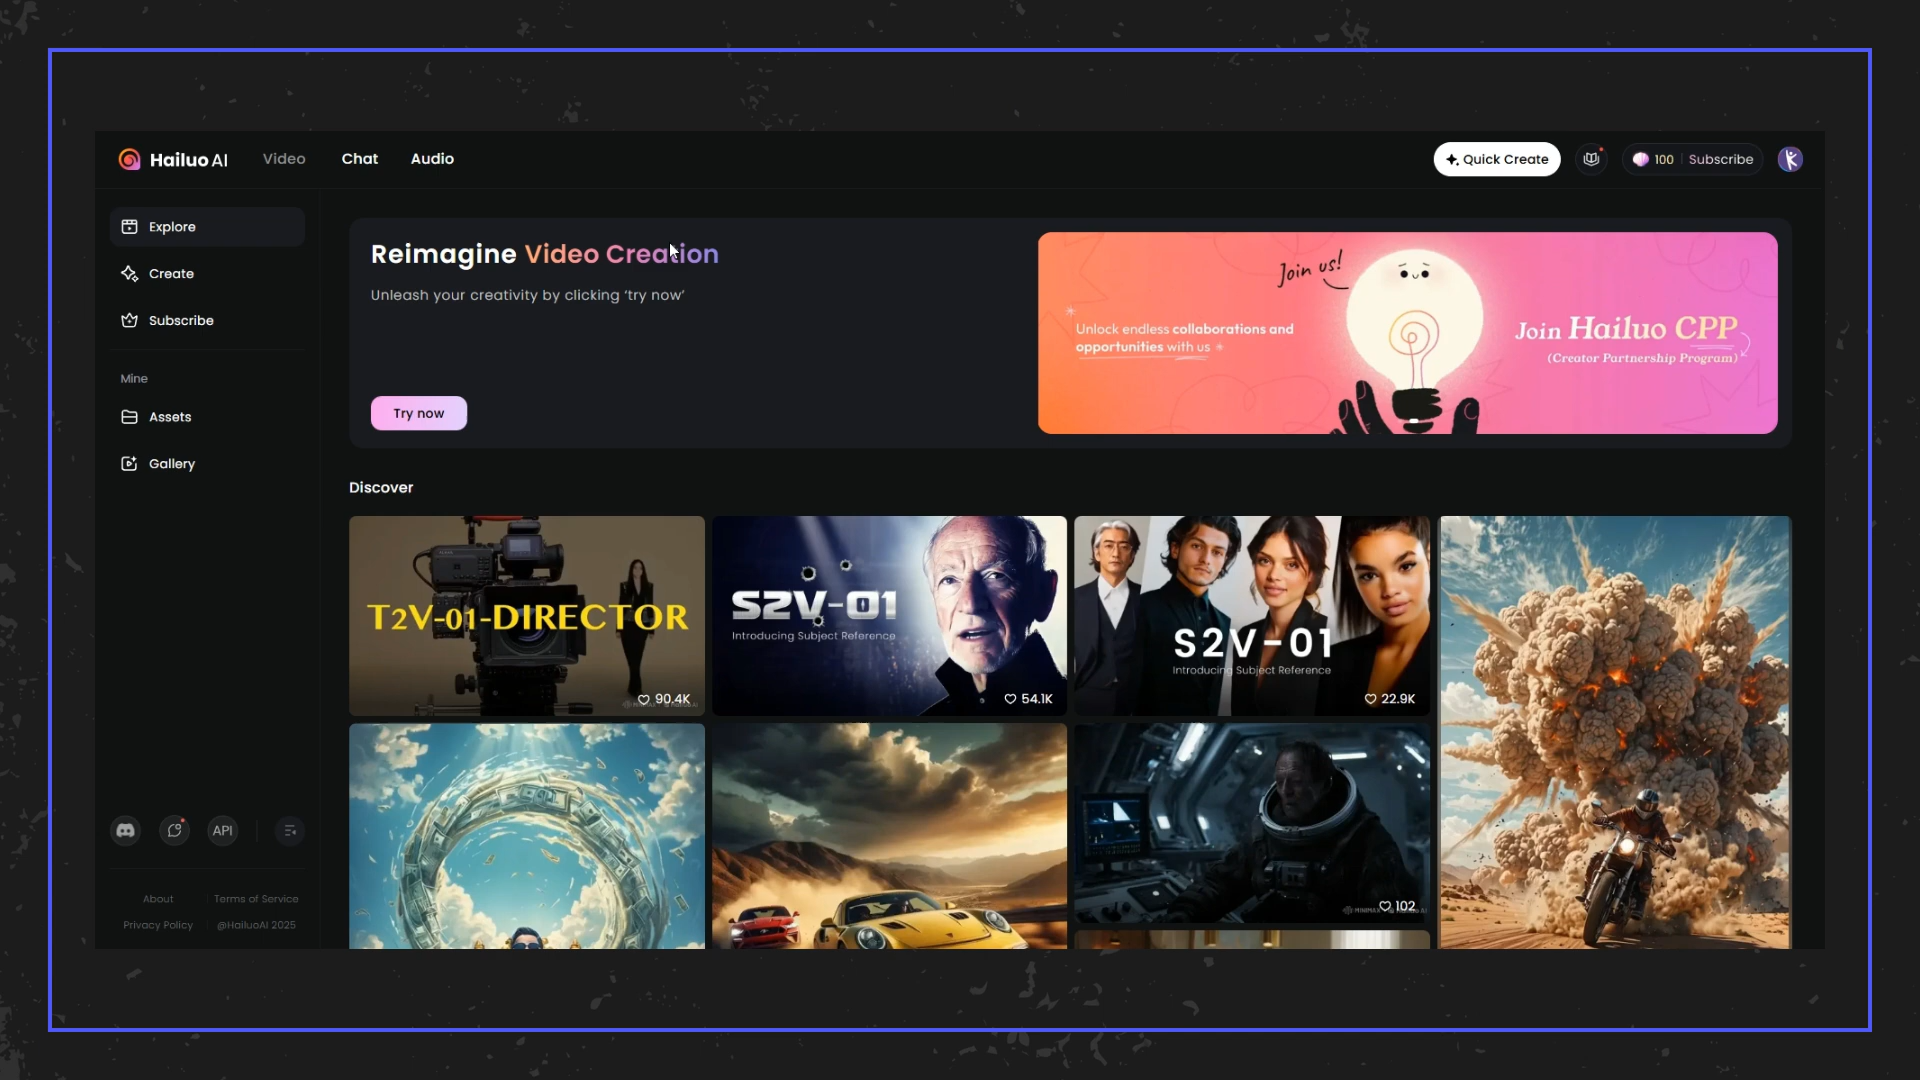 Hailuo AI
Video
Chat
Audio
Quick Create
100
Subscribe
Explore
Create
Subscribe
Mine
Assets
Gallery
API
About
Terms of Service
Privacy Policy
@HailuoAI 2025
Reimagine Video Creation
Unleash your creativity by clicking ‘try now’
Try now
Join us!
Unlock endless collaborations and
opportunities with us
Join Hailuo CPP
(Creator Partnership Program)
Discover
T2V-01-DIRECTOR
90.4K
S2V-01
Introducing Subject Reference
54.1K
S2V-01
Introducing Subject Reference
22.9K
102